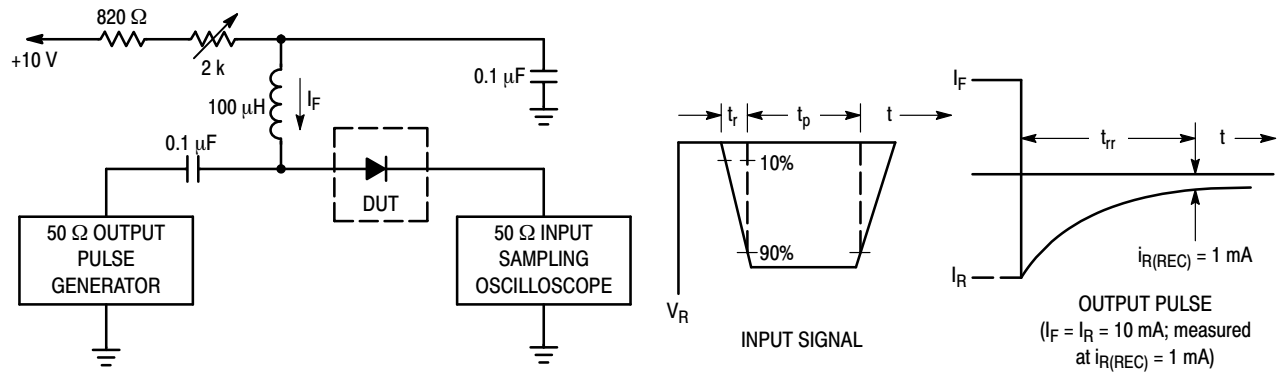 820 Ω
+10 V
2 k
100 μH
I_F
0.1 μF
0.1 μF
DUT
50 Ω OUTPUT
PULSE
GENERATOR
50 Ω INPUT
SAMPLING
OSCILLOSCOPE
t_r
t_p
t
10%
90%
V_R
INPUT SIGNAL
I_F
t_rr
t
I_R
i_R(REC) = 1 mA
OUTPUT PULSE
(I_F = I_R = 10 mA; measured
at i_R(REC) = 1 mA)